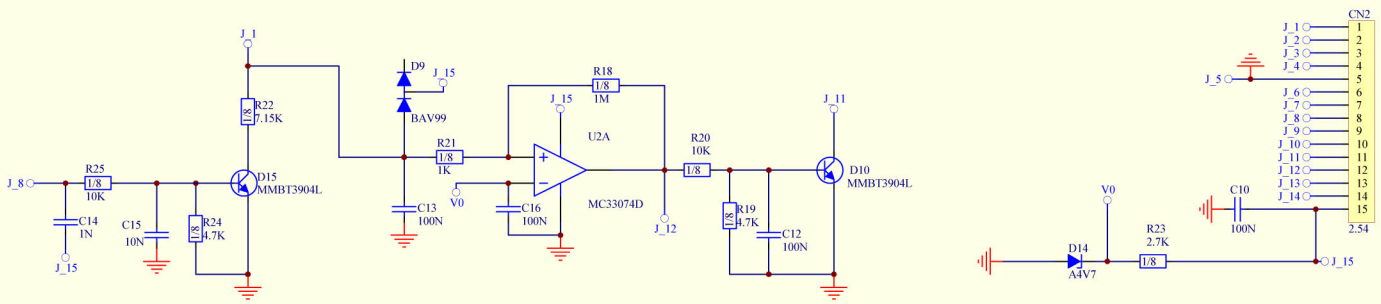 J_1
R22
1/8
7.15K
J_8
R25
1/8
10K
C14
1N
J_15
C15
10N
R24
1/8
4.7K
D15
MMBT3904L
D9
J_15
BAV99
R21
1/8
1K
C13
100N
V0
C16
100N
R18
1/8
1M
J_15
U2A
+
−
MC33074D
R20
10K
1/8
J_12
R19
1/8
4.7K
C12
100N
J_11
D10
MMBT3904L
CN2
J_1 1
J_2 2
J_3 3
J_4 4
J_5 5
J_6 6
J_7 7
J_8 8
J_9 9
J_10 10
J_11 11
J_12 12
J_13 13
J_14 14
15
2.54
C10
100N
V0
D14
A4V7
R23
2.7K
1/8
J_15